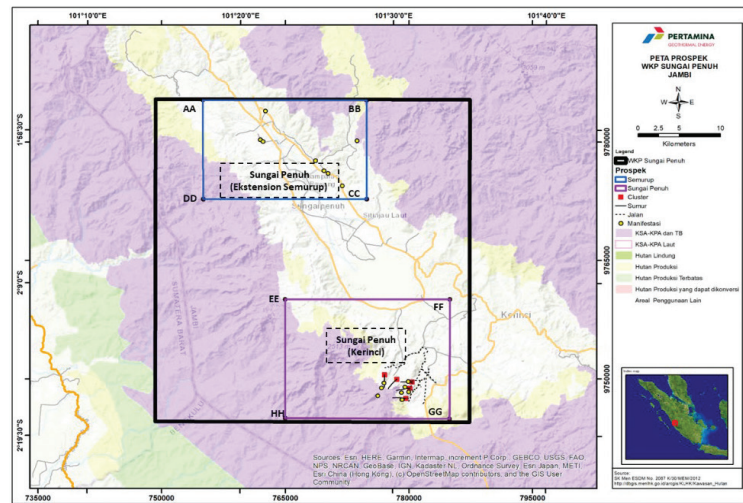 101°10'0"E
101°20'0"E
101°30'0"E
101°40'0"E
1°58'30"S
2°9'0"S
2°19'30"S
9780000
9765000
9750000
735000
750000
765000
780000
795000
AA
BB
CC
DD
Sungai Penuh
(Ekstension Semurup)
Sungaipenuh
EE
FF
GG
HH
Sungai Penuh
(Kerinci)
Kerinci
JAMBI
SUMATERA BARAT
Sources: Esri, HERE, Garmin, Intermap, increment P Corp., GEBCO, USGS, FAO,
NPS, NRCAN, GeoBase, IGN, Kadaster NL, Ordnance Survey, Esri Japan, METI,
Esri China (Hong Kong), (c) OpenStreetMap contributors, and the GIS User
Community
PERTAMINA
GEOTHERMAL ENERGY
PETA PROSPEK
WKP SUNGAI PENUH
JAMBI
N
W E
S
0 2.5 5 10
Kilometers
Legend
WKP Sungai Penuh
Prospek
Semurup
Sungai Penuh
Cluster
Sumur
Jalan
Manifestasi
KSA-KPA dan TB
KSA-KPA Laut
Hutan Lindung
Hutan Produksi
Hutan Produksi Terbatas
Hutan Produksi yang dapat dikonversi
Areal Penggunaan Lain
Source